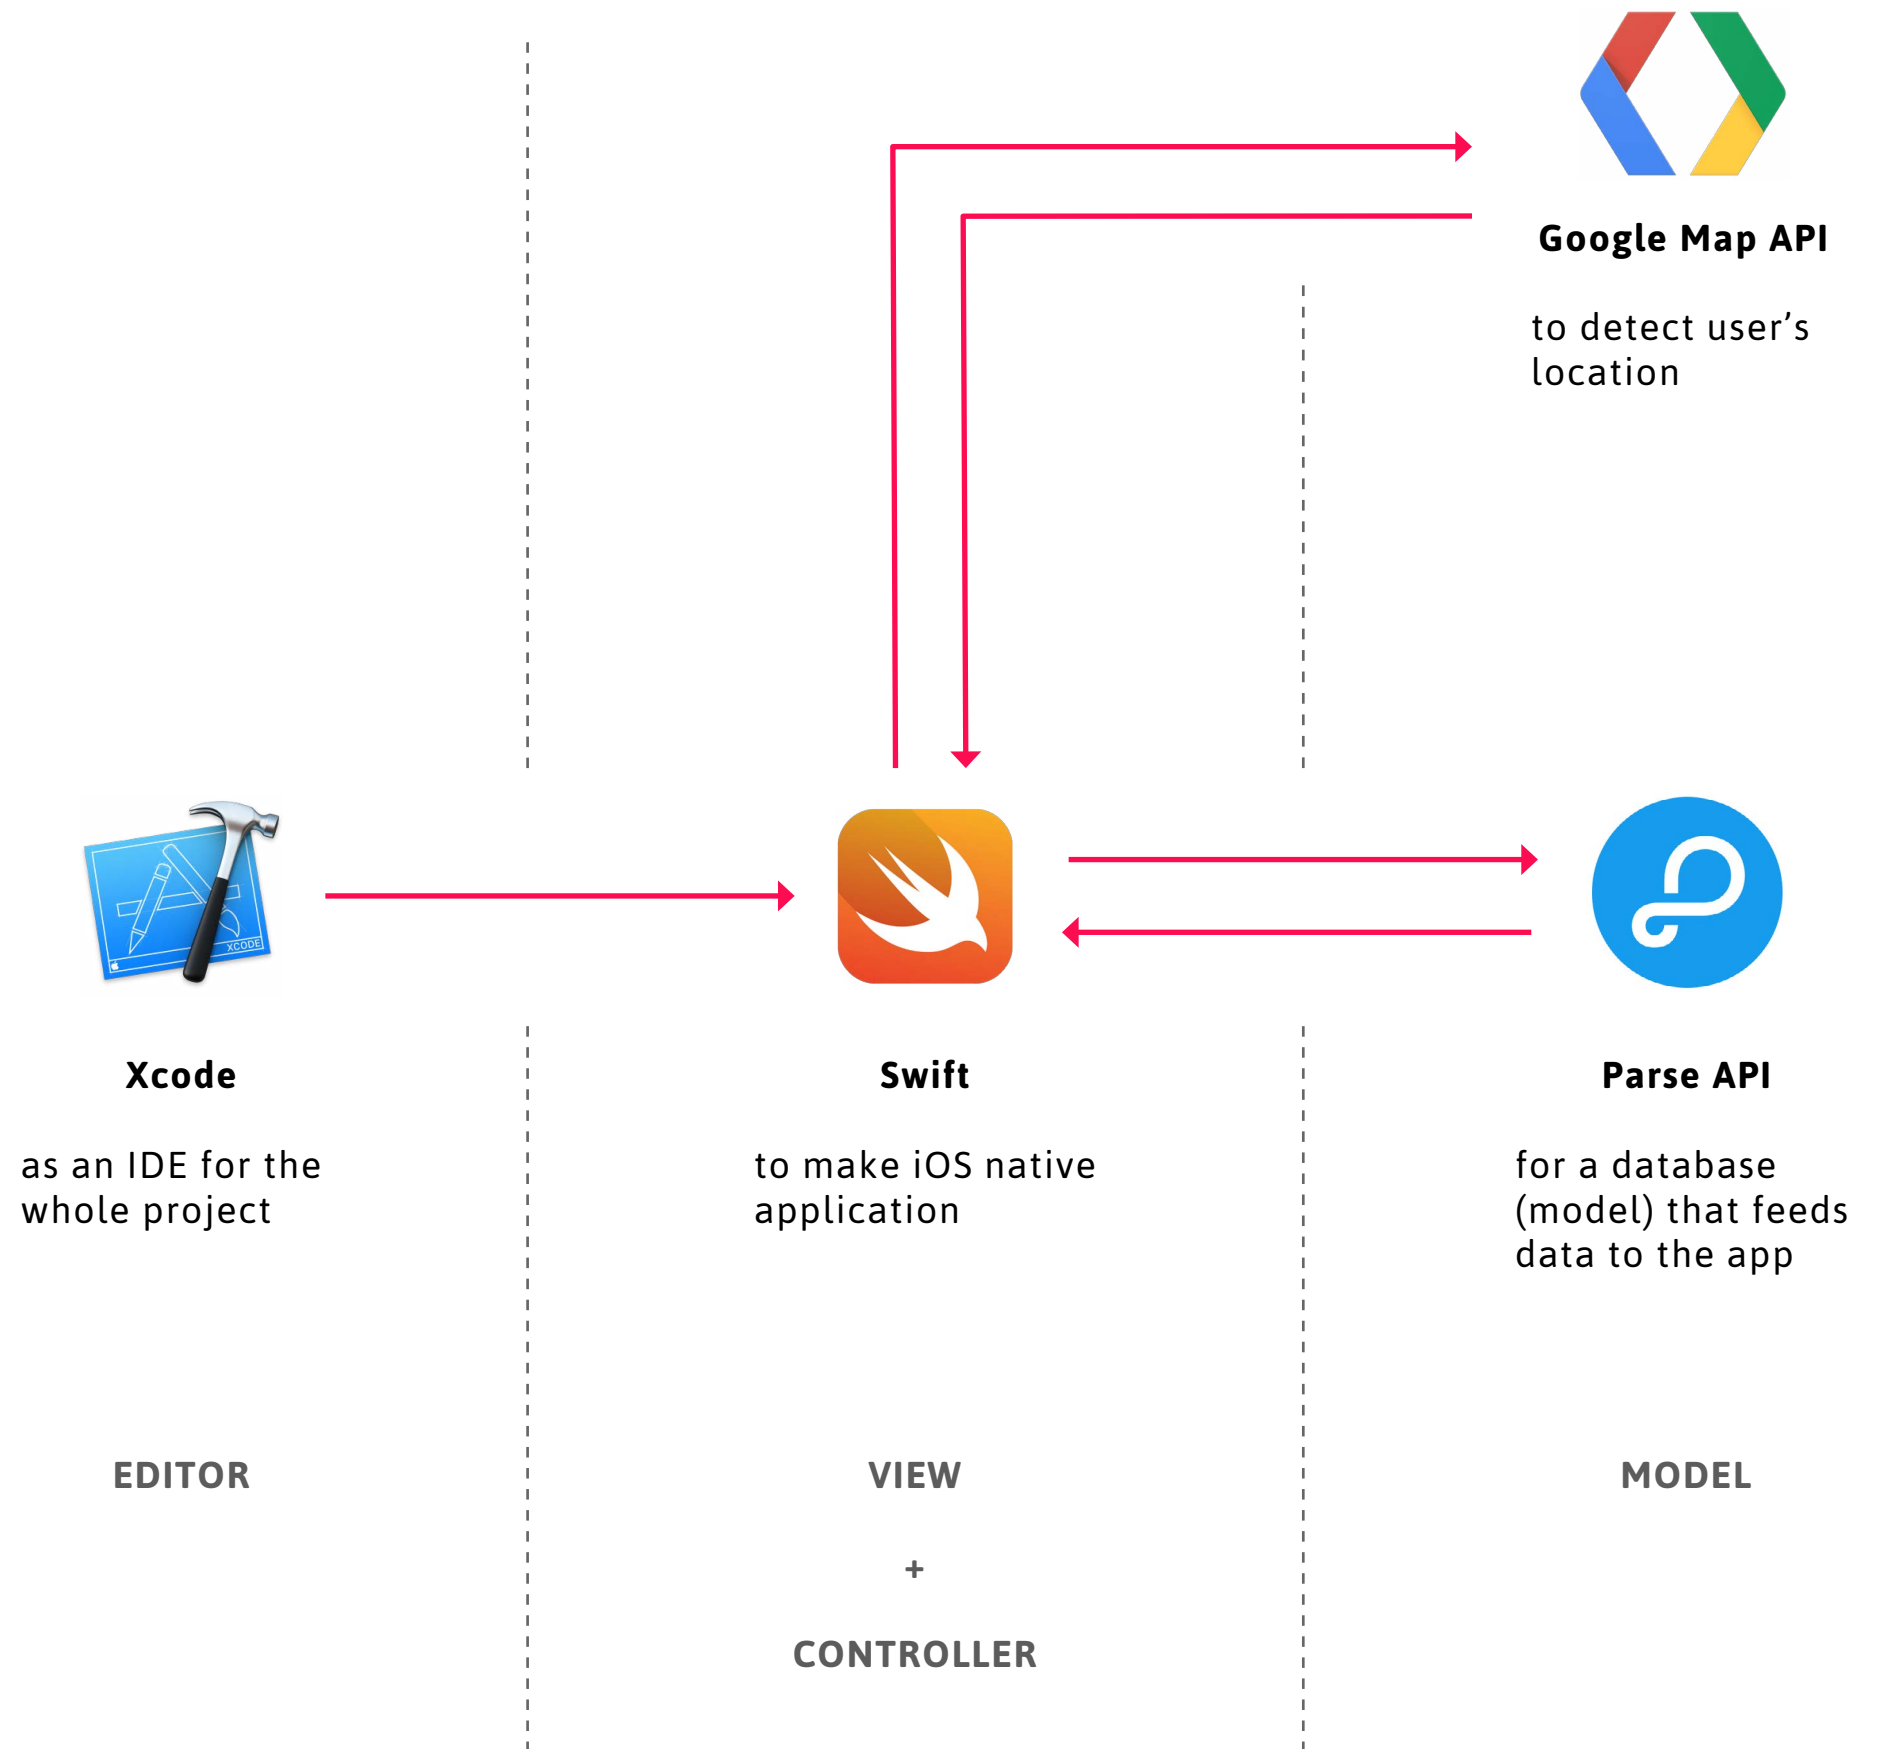 Google Map API
to detect user’s
location
XCODE
Xcode
as an IDE for the
whole project
Swift
to make iOS native
application
Parse API
for a database
(model) that feeds
data to the app
EDITOR
VIEW
+
CONTROLLER
MODEL